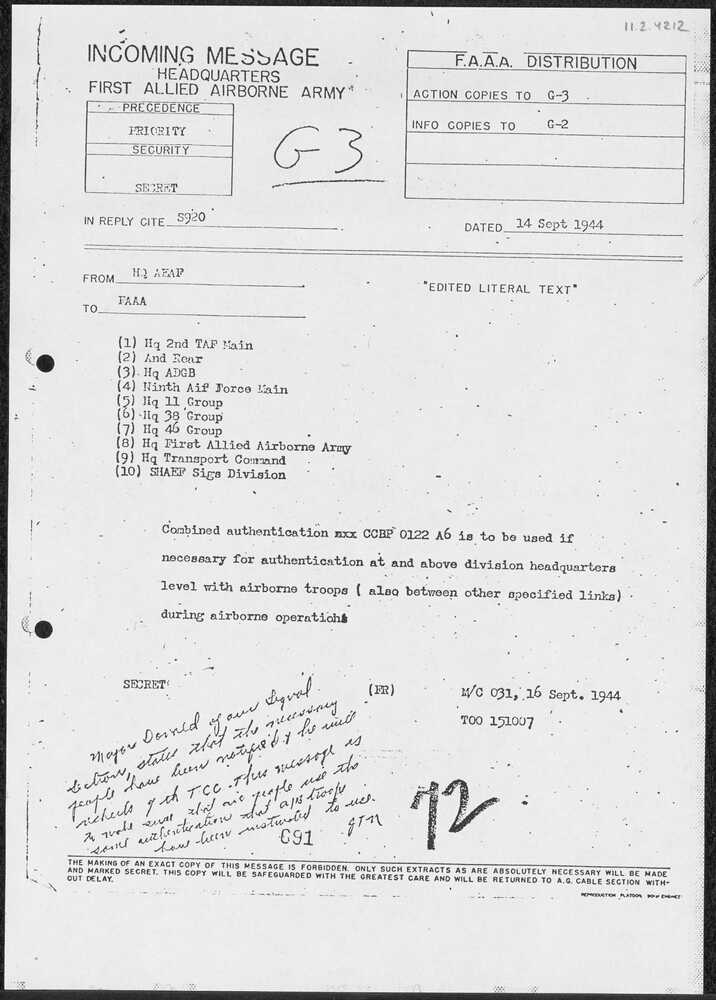 11.2.4212
INCOMING MESSAGE
HEADQUARTERS
FIRST ALLIED AIRBORNE ARMY
PRECEDENCE
PRIORITY
SECURITY
SECRET
G3
F.A.A.A. DISTRIBUTION
ACTION COPIES TO G-3
INFO COPIES TO G-2
IN REPLY CITE S920
DATED 14 Sept 1944
FROM HQ AEAF
"EDITED LITERAL TEXT"
TO FAAA
(1) Hq 2nd TAF Main
(2) And Rear
(3) Hq ADGB
(4) Ninth Aif Force Main
(5) Hq 11 Group
(6) Hq 38 Group
(7) Hq 46 Group
(8) Hq First Allied Airborne Army
(9) Hq Transport Command
(10) SHAEF Sigs Division
Combined authentication mxx CCBP 0122 A6 is to be used if
necessary for authentication at and above division headquarters
level with airborne troops ( also between other specified links)
during airborne operations
SECRET
(ER)
M/C 031, 16 Sept. 1944
TOO 151007
Major of our Signal
Section, states that the necessary
people have been notified & he will
with TCC. This message is
to make sure that air people use the
same authentication that a/b troops
have been instructed to use.
C91
72
THE MAKING OF AN EXACT COPY OF THIS MESSAGE IS FORBIDDEN. ONLY SUCH EXTRACTS AS ARE ABSOLUTELY NECESSARY WILL BE MADE
AND MARKED SECRET. THIS COPY WILL BE SAFEGUARDED WITH THE GREATEST CARE AND WILL BE RETURNED TO A.G. CABLE SECTION WITH-
OUT DELAY.
REPRODUCTION PLATOON